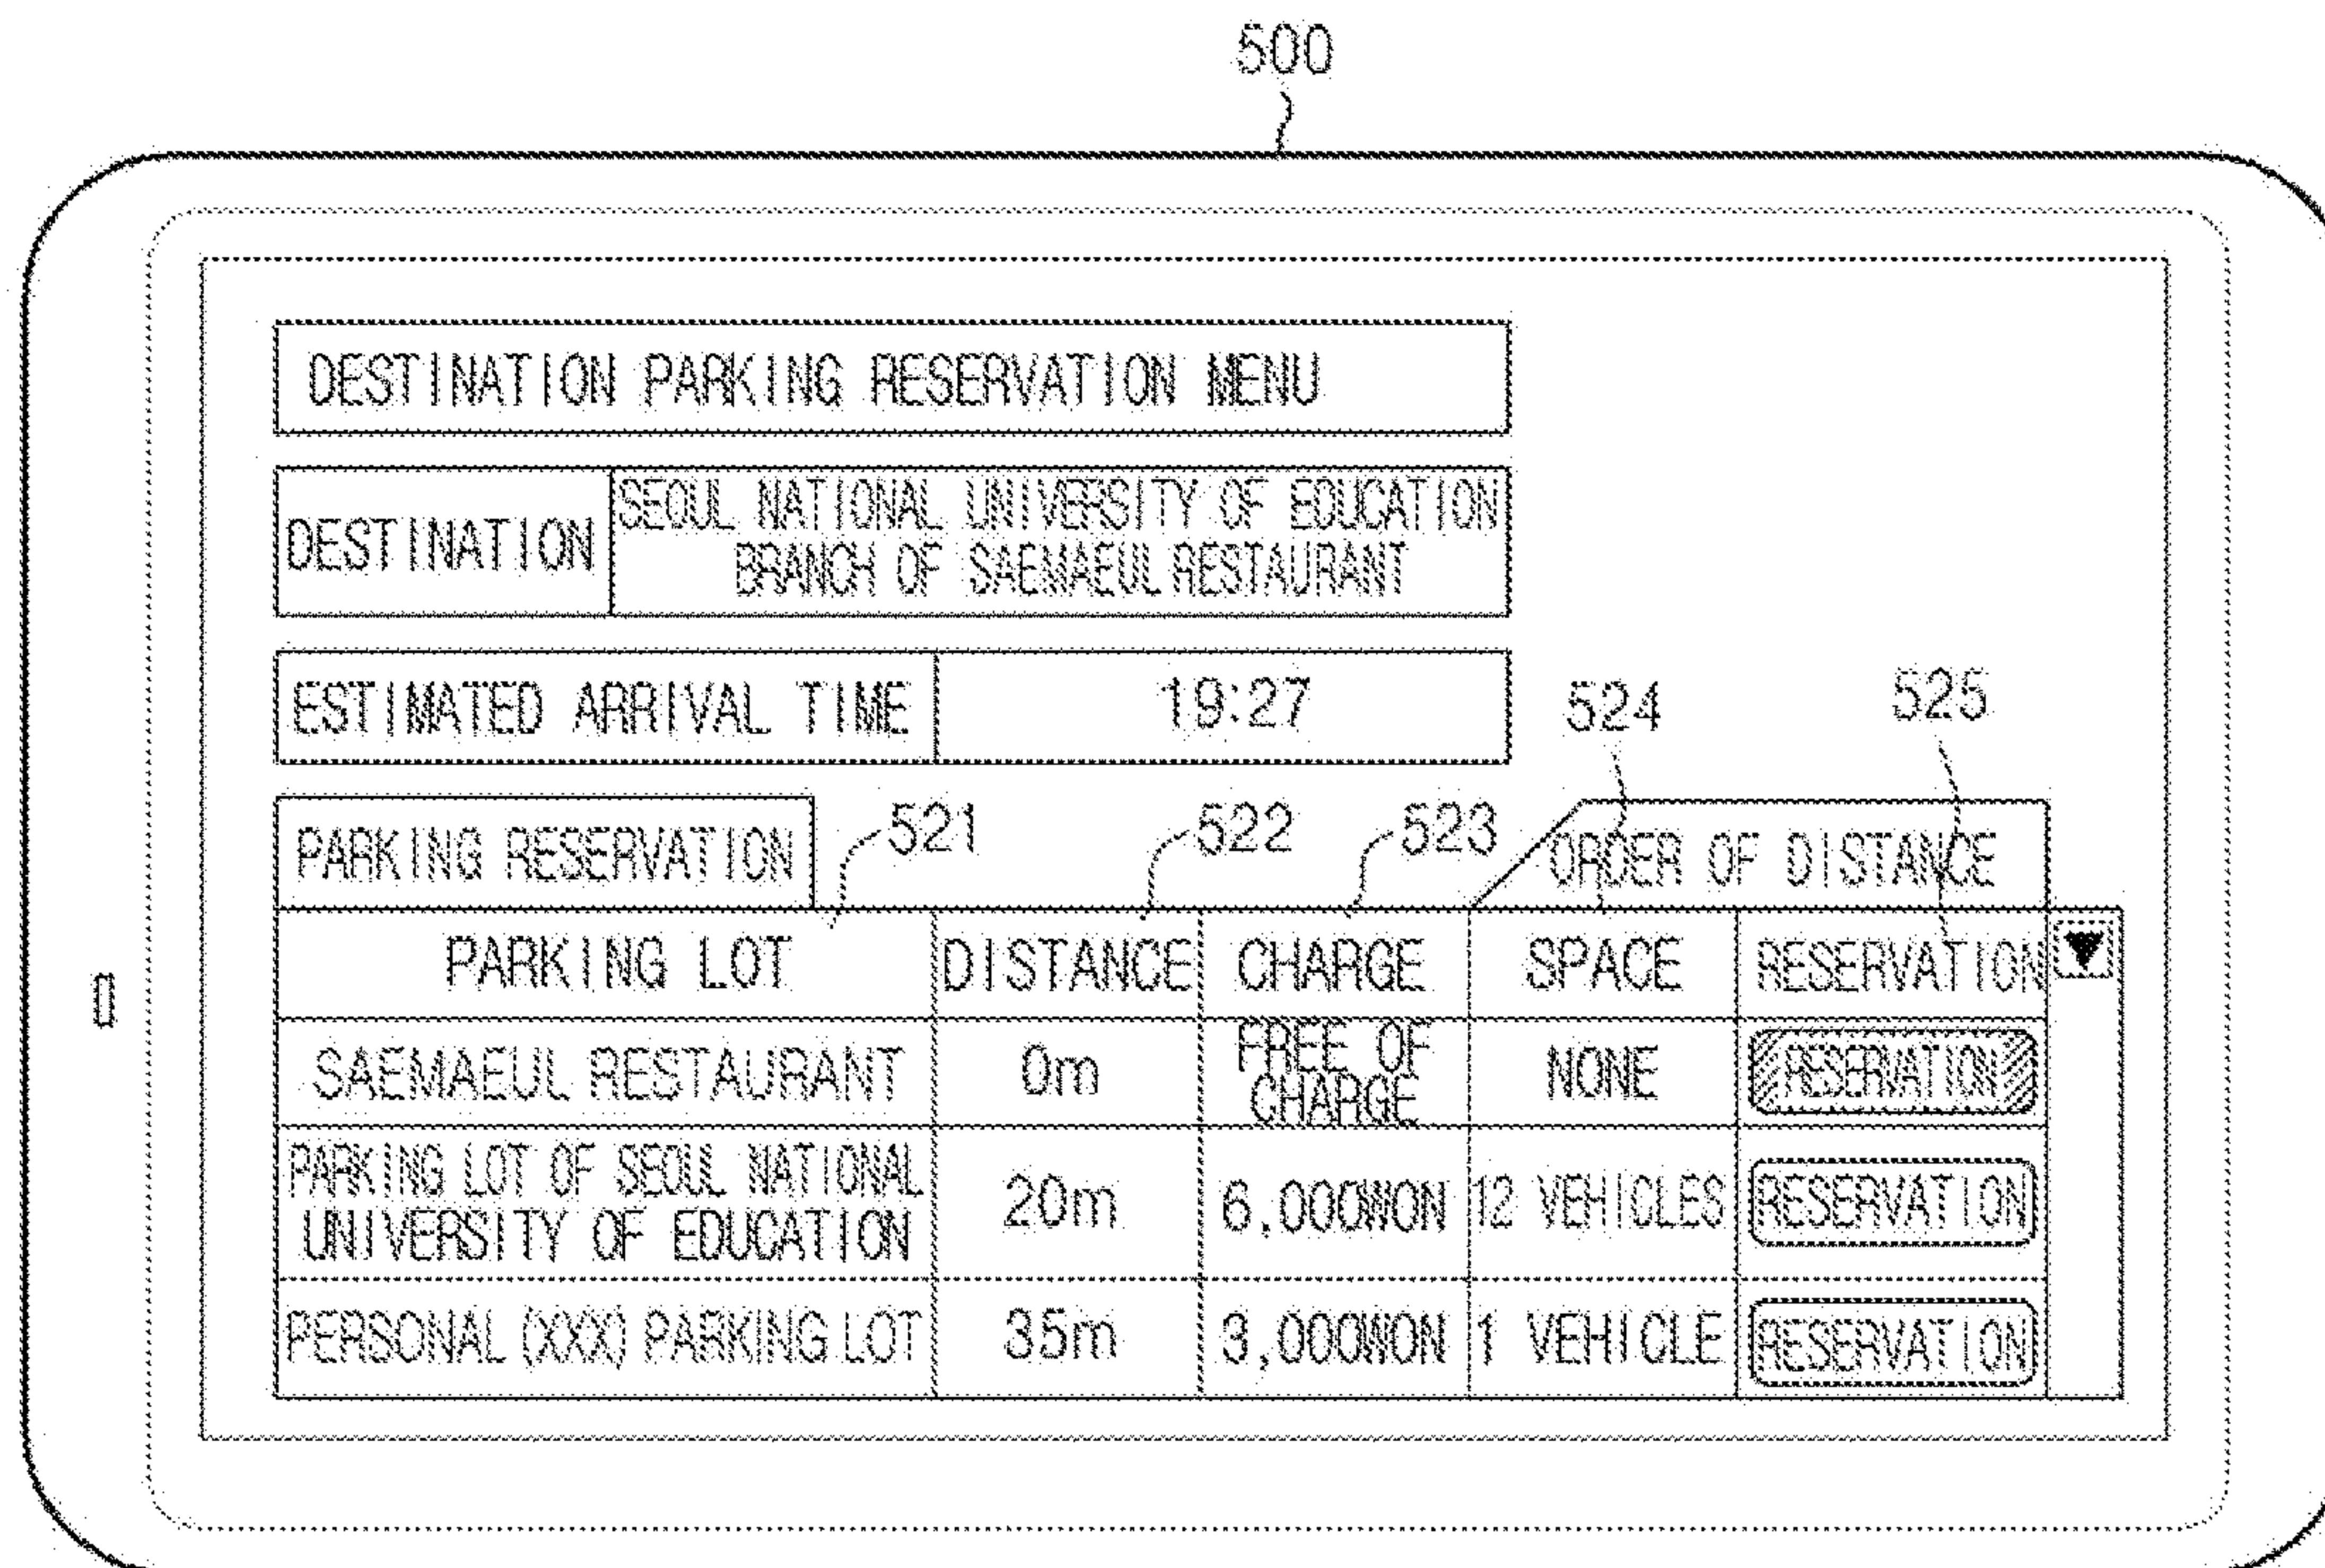 500
DESTINATION PARKING RESERVATION MENU
DESTINATION
SEOUL NATIONAL UNIVERSITY OF EDUCATION
BRANCH OF SAEMAEUL RESTAURANT
ESTIMATED ARRIVAL TIME 19:27
524 525
521 522 523
PARKING RESERVATION ORDER OF DISTANCE
PARKING LOT DISTANCE CHARGE SPACE RESERVATION
SAEMAEUL RESTAURANT 0m FREE OF
CHARGE NONE RESERVATION
PARKING LOT OF SEOUL NATIONAL
UNIVERSITY OF EDUCATION 20m 6,000WON 12 VEHICLES RESERVATION
PERSONAL (XXX) PARKING LOT 35m 3,000WON 1 VEHICLE RESERVATION